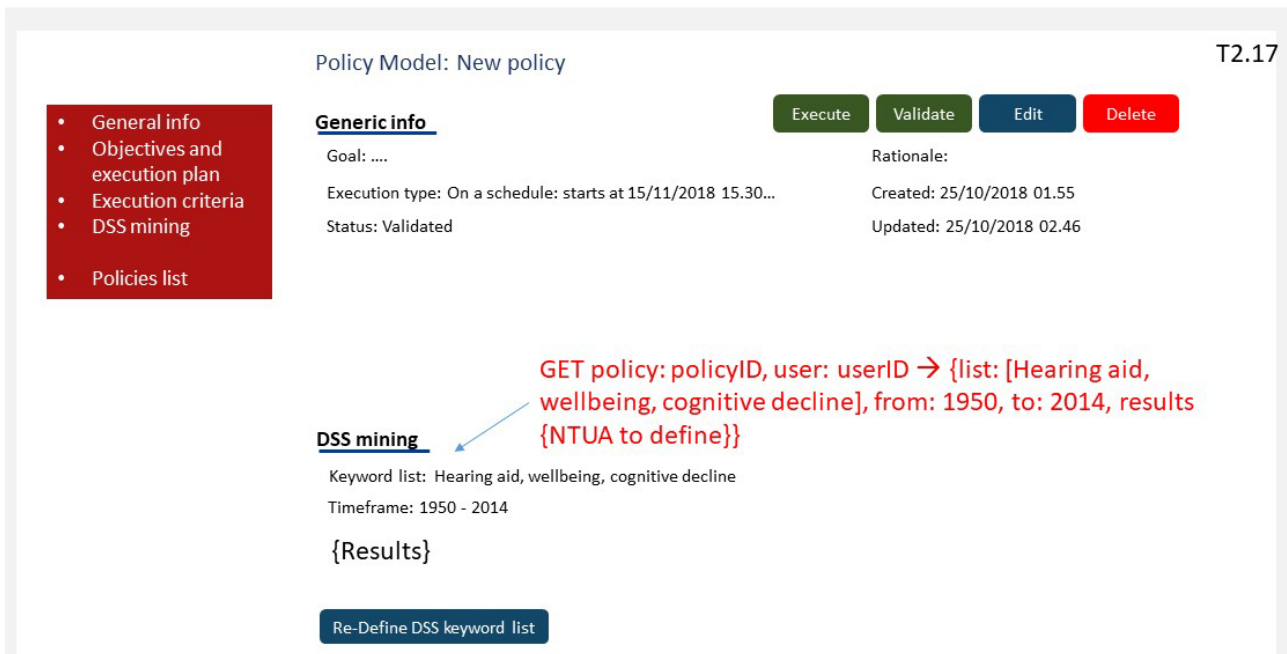 T2.17
Policy Model: New policy
• General info
• Objectives and
execution plan
• Execution criteria
• DSS mining
• Policies list
Generic info
Execute
Validate
Edit
Delete
Goal: ....
Rationale:
Execution type: On a schedule: starts at 15/11/2018 15.30...
Created: 25/10/2018 01.55
Status: Validated
Updated: 25/10/2018 02.46
GET policy: policyID, user: userID → {list: [Hearing aid,
wellbeing, cognitive decline], from: 1950, to: 2014, results
{NTUA to define}}
DSS mining
Keyword list: Hearing aid, wellbeing, cognitive decline
Timeframe: 1950 - 2014
{Results}
Re-Define DSS keyword list